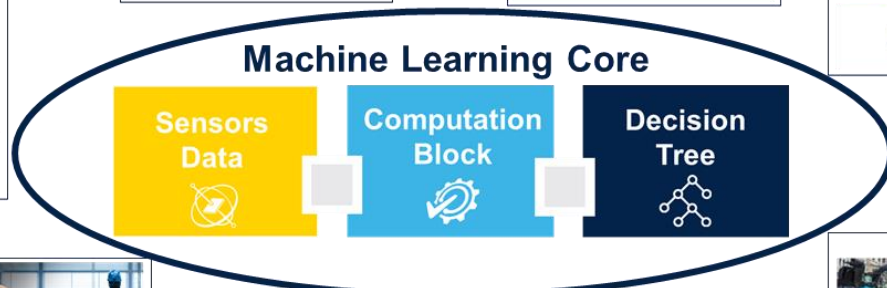 Machine Learning Core
Sensors
Data
Computation
Block
Decision
Tree